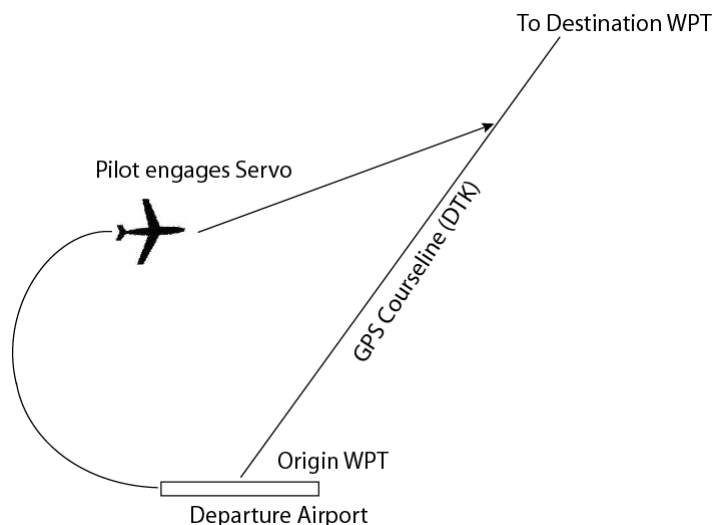 To Destination WPT
Pilot engages Servo
GPS Courseline (DTK)
Origin WPT
Departure Airport